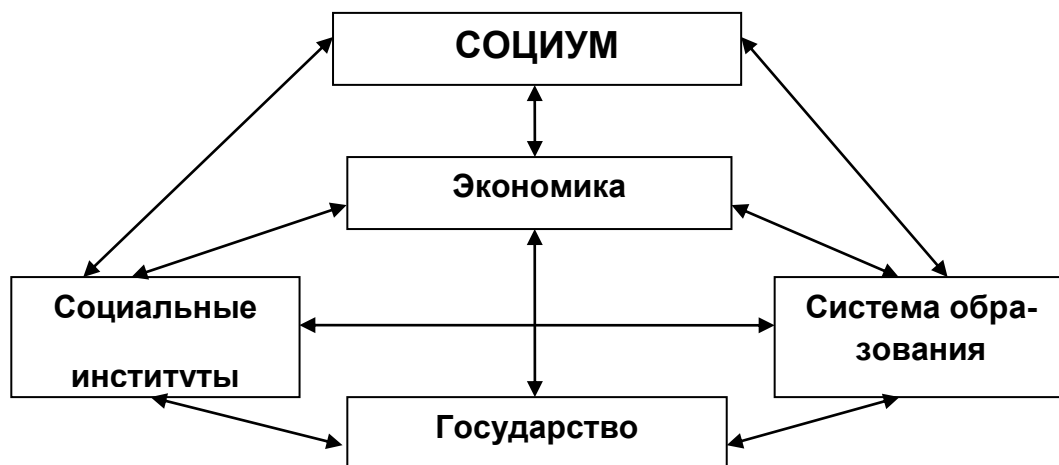 СОЦИУМ
Экономика
Социальные
институты
Система обра-
зования
Государство